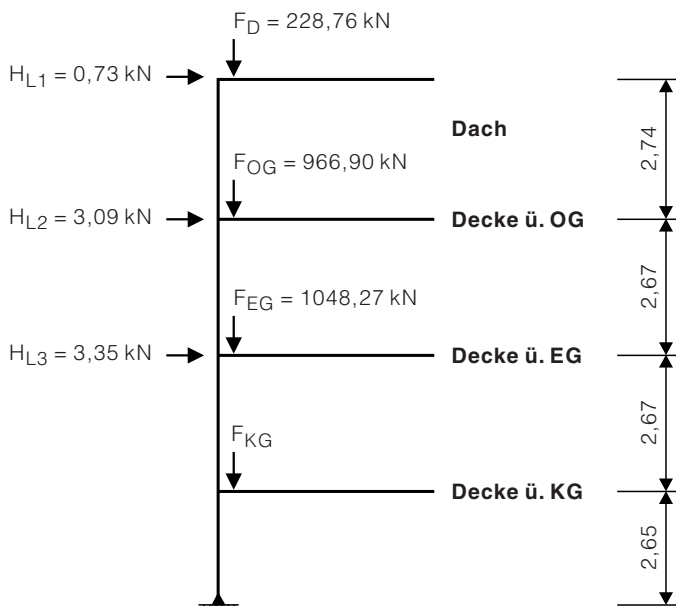 F_D = 228,76 kN
H_L1 = 0,73 kN
Dach
2,74
F_OG = 966,90 kN
H_L2 = 3,09 kN
Decke ü. OG
2,67
F_EG = 1048,27 kN
H_L3 = 3,35 kN
Decke ü. EG
2,67
F_KG
Decke ü. KG
2,65